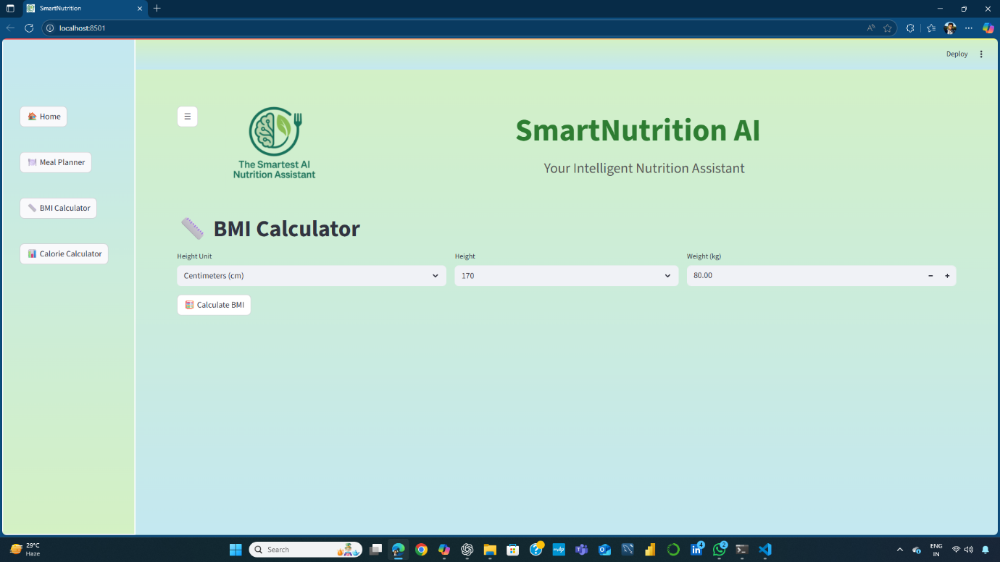 SmartNutrition
localhost:8501
Deploy
Home
Meal Planner
BMI Calculator
Calorie Calculator
The Smartest AI
Nutrition Assistant
SmartNutrition AI
Your Intelligent Nutrition Assistant
BMI Calculator
Height Unit
Height
Weight (kg)
Centimeters (cm)
170
80.00
Calculate BMI
29°C
Haze
Search
4
2
ENG
IN